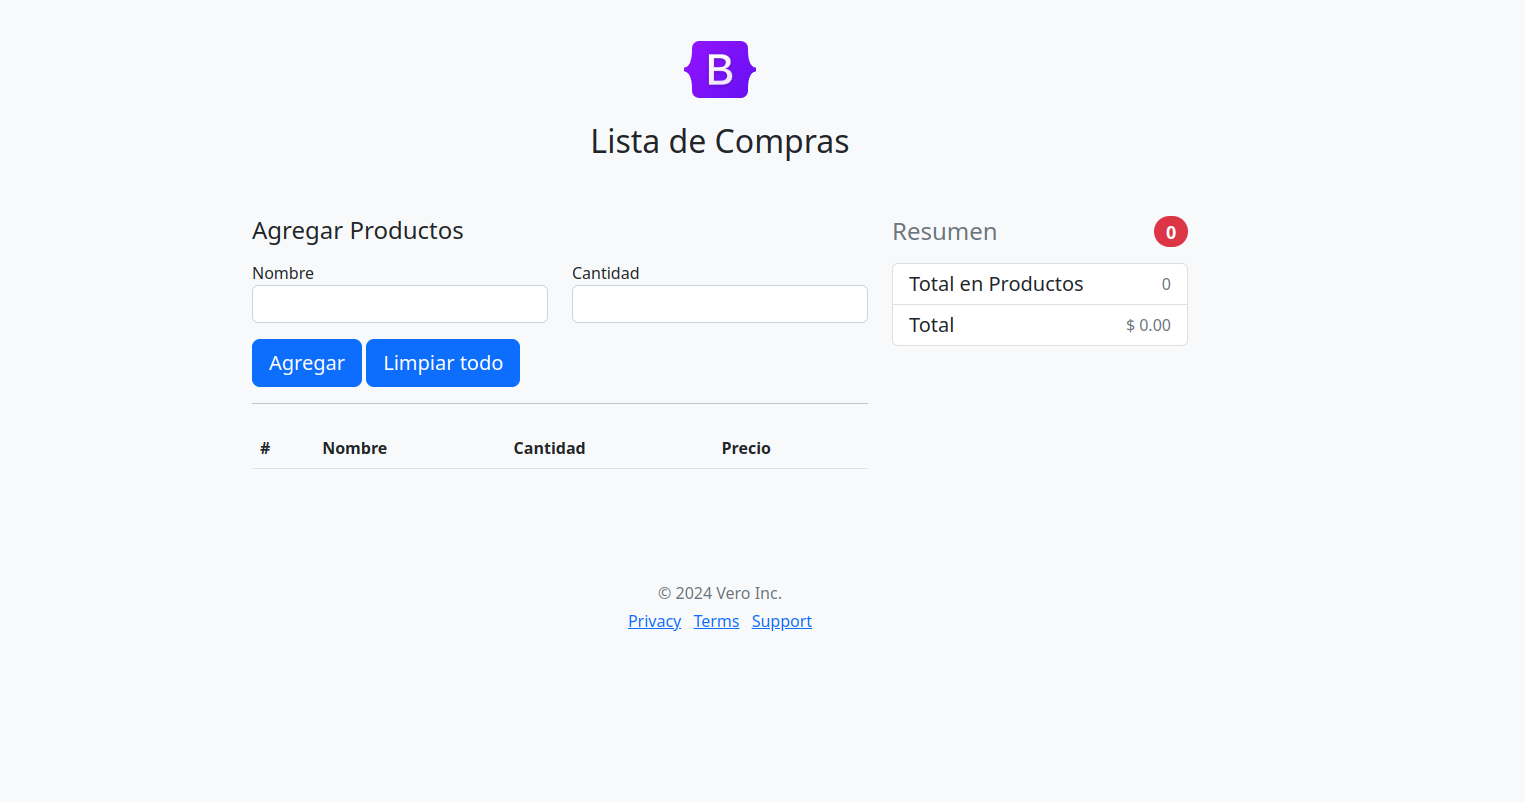 B
Lista de Compras
Agregar Productos
Nombre Cantidad
Agregar Limpiar todo
# Nombre Cantidad Precio
Resumen 0
Total en Productos 0
Total $ 0.00
© 2024 Vero Inc.
Privacy Terms Support